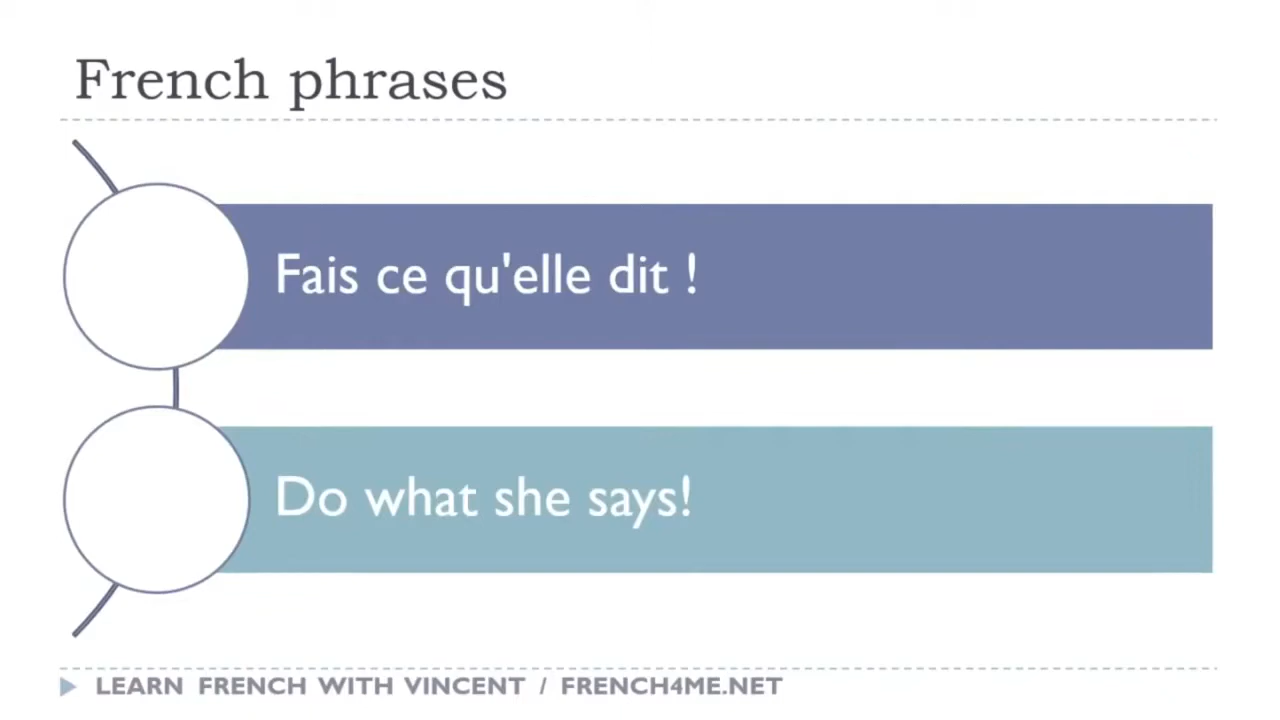 French phrases
Fais ce qu'elle dit !
Do what she says!
LEARN FRENCH WITH VINCENT / FRENCH4ME.NET